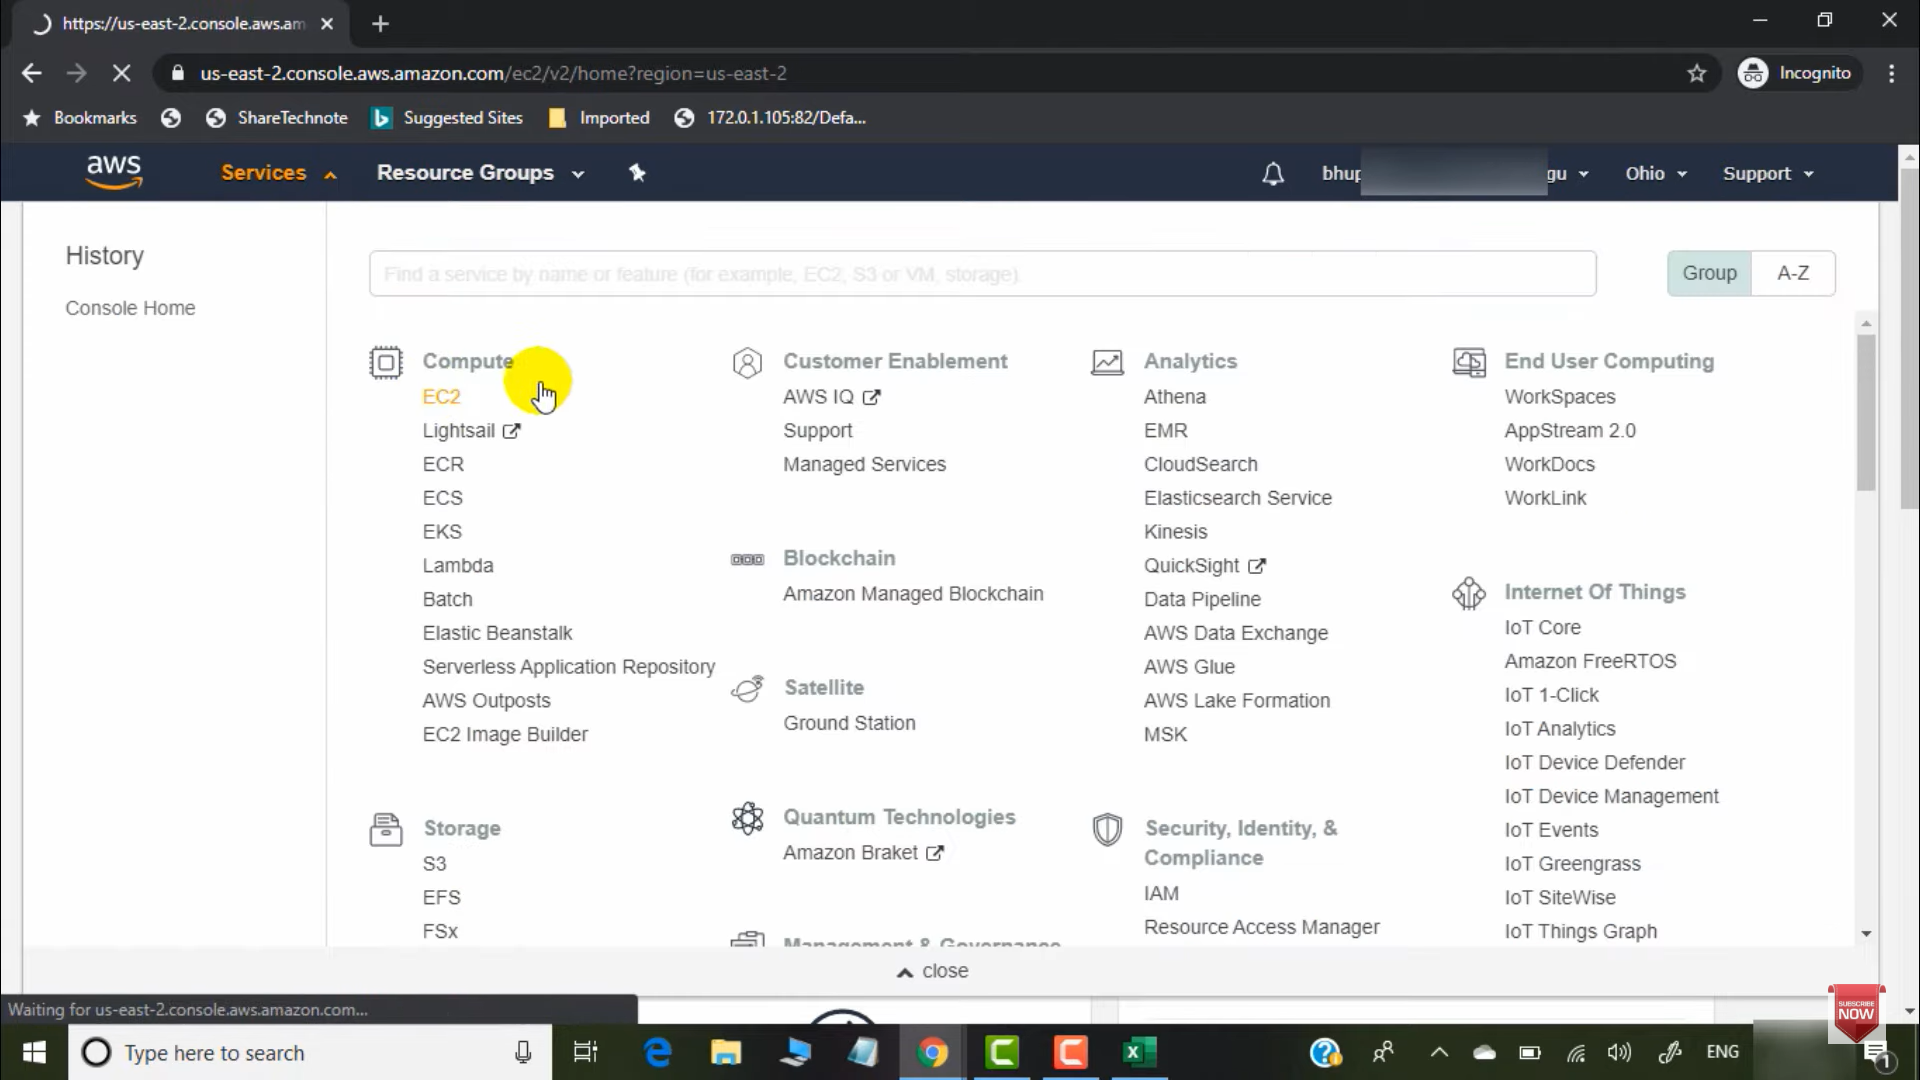 https://us-east-2.console.aws.am
us-east-2.console.aws.amazon.com/ec2/v2/home?region=us-east-2
Incognito
Bookmarks
ShareTechnote
Suggested Sites
Imported
172.0.1.105:82/Defa...
aws
Services
Resource Groups
bhup
gu
Ohio
Support
History
Console Home
Find a service by name or feature (for example, EC2, S3 or VM, storage).
Group
A-Z
Compute
EC2
Lightsail
ECR
ECS
EKS
Lambda
Batch
Elastic Beanstalk
Serverless Application Repository
AWS Outposts
EC2 Image Builder
Storage
S3
EFS
FSx
Customer Enablement
AWS IQ
Support
Managed Services
Blockchain
Amazon Managed Blockchain
Satellite
Ground Station
Quantum Technologies
Amazon Braket
Management & Governance
Analytics
Athena
EMR
CloudSearch
Elasticsearch Service
Kinesis
QuickSight
Data Pipeline
AWS Data Exchange
AWS Glue
AWS Lake Formation
MSK
Security, Identity, &
Compliance
IAM
Resource Access Manager
End User Computing
WorkSpaces
AppStream 2.0
WorkDocs
WorkLink
Internet Of Things
IoT Core
Amazon FreeRTOS
IoT 1-Click
IoT Analytics
IoT Device Defender
IoT Device Management
IoT Events
IoT Greengrass
IoT SiteWise
IoT Things Graph
close
Waiting for us-east-2.console.aws.amazon.com...
SUBSCRIBE
NOW
Type here to search
ENG
1